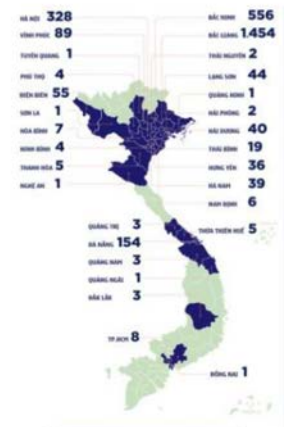 HÀ NỘI 328
VĨNH PHÚC 89
TUYÊN QUANG 1
PHÚ THỌ 4
ĐIỆN BIÊN 55
SƠN LA 1
HÒA BÌNH 7
NINH BÌNH 4
THANH HÓA 5
NGHỆ AN 1
BẮC NINH 556
BẮC GIANG 1.454
THÁI NGUYÊN 2
LẠNG SƠN 44
QUẢNG NINH 1
HẢI PHÒNG 2
HẢI DƯƠNG 40
THÁI BÌNH 19
HƯNG YÊN 36
HÀ NAM 39
NAM ĐỊNH 6
QUẢNG TRỊ 3
THỪA THIÊN HUẾ 5
ĐÀ NẴNG 154
QUẢNG NAM 3
QUẢNG NGÃI 1
ĐẮK LẮK 3
TP.HCM 8
ĐỒNG NAI 1